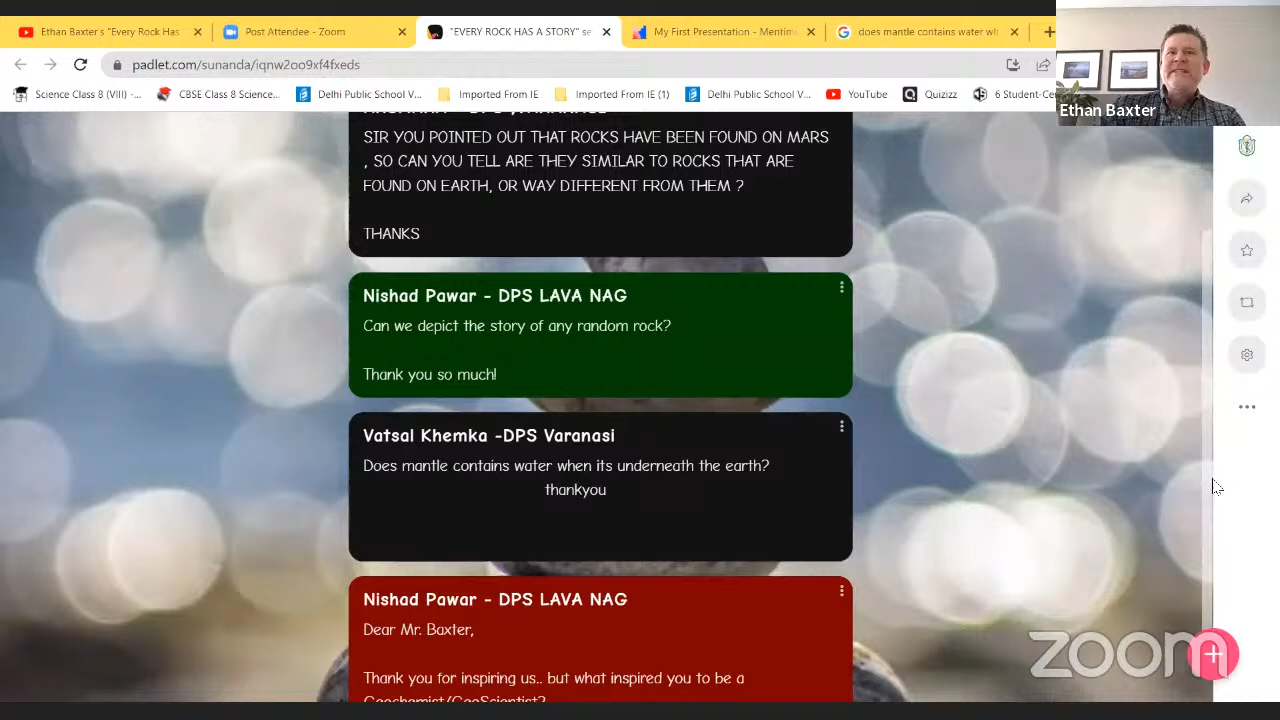 Ethan Baxter's "Every Rock Has
Post Attendee - Zoom
"EVERY ROCK HAS A STORY" se
My First Presentation - Mentime
does mantle contains water wh
padlet.com/sunanda/iqnw2oo9xf4fxeds
Science Class 8 (VIII) -...
CBSE Class 8 Science...
Delhi Public School V...
Imported From IE
Imported From IE (1)
Delhi Public School V...
YouTube
Quizizz
6 Student-Ce
Ethan Baxter
SIR YOU POINTED OUT THAT ROCKS HAVE BEEN FOUND ON MARS
, SO CAN YOU TELL ARE THEY SIMILAR TO ROCKS THAT ARE
FOUND ON EARTH, OR WAY DIFFERENT FROM THEM ?
THANKS
Nishad Pawar - DPS LAVA NAG
Can we depict the story of any random rock?
Thank you so much!
Vatsal Khemka -DPS Varanasi
Does mantle contains water when its underneath the earth?
thankyou
Nishad Pawar - DPS LAVA NAG
Dear Mr. Baxter,
Thank you for inspiring us.. but what inspired you to be a
Geochemist/GeoScientist?
zoom